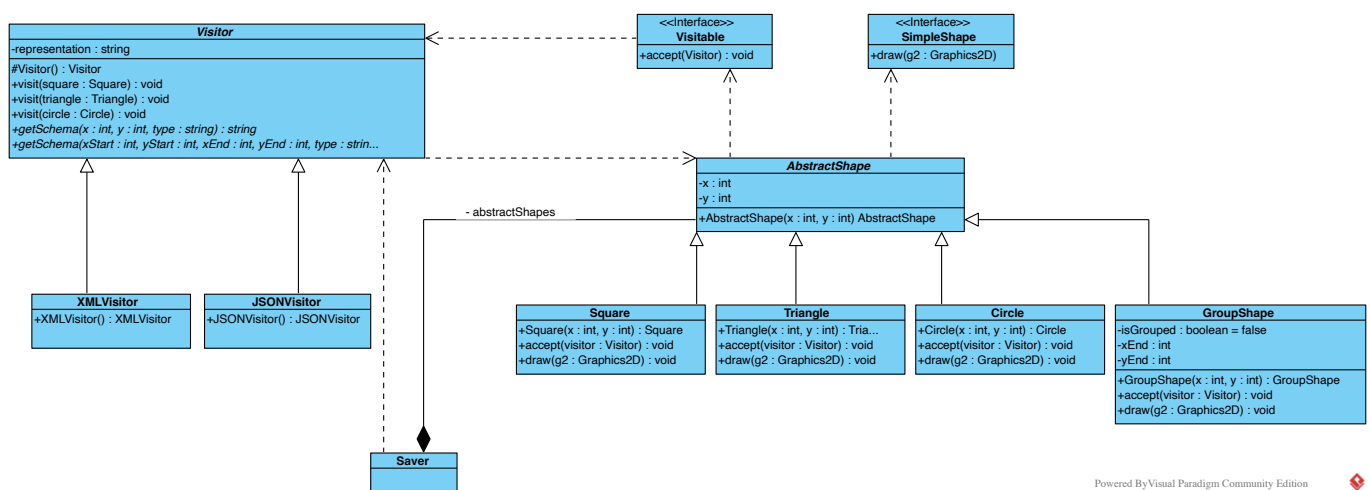 Visitor
-representation : string
#Visitor() : Visitor
+visit(square : Square) : void
+visit(triangle : Triangle) : void
+visit(circle : Circle) : void
+getSchema(x : int, y : int, type : string) : string
+getSchema(xStart : int, yStart : int, xEnd : int, yEnd : int, type : strin...
<<Interface>>
Visitable
+accept(Visitor) : void
<<Interface>>
SimpleShape
+draw(g2 : Graphics2D)
AbstractShape
-x : int
-y : int
+AbstractShape(x : int, y : int) AbstractShape
- abstractShapes
XMLVisitor
+XMLVisitor() : XMLVisitor
JSONVisitor
+JSONVisitor() : JSONVisitor
Square
+Square(x : int, y : int) : Square
+accept(visitor : Visitor) : void
+draw(g2 : Graphics2D) : void
Triangle
+Triangle(x : int, y : int) : Tria...
+accept(visitor : Visitor) : void
+draw(g2 : Graphics2D) : void
Circle
+Circle(x : int, y : int) : Circle
+accept(visitor : Visitor) : void
+draw(g2 : Graphics2D) : void
GroupShape
-isGrouped : boolean = false
-xEnd : int
-yEnd : int
+GroupShape(x : int, y : int) : GroupShape
+accept(visitor : Visitor) : void
+draw(g2 : Graphics2D) : void
Saver
Powered ByVisual Paradigm Community Edition